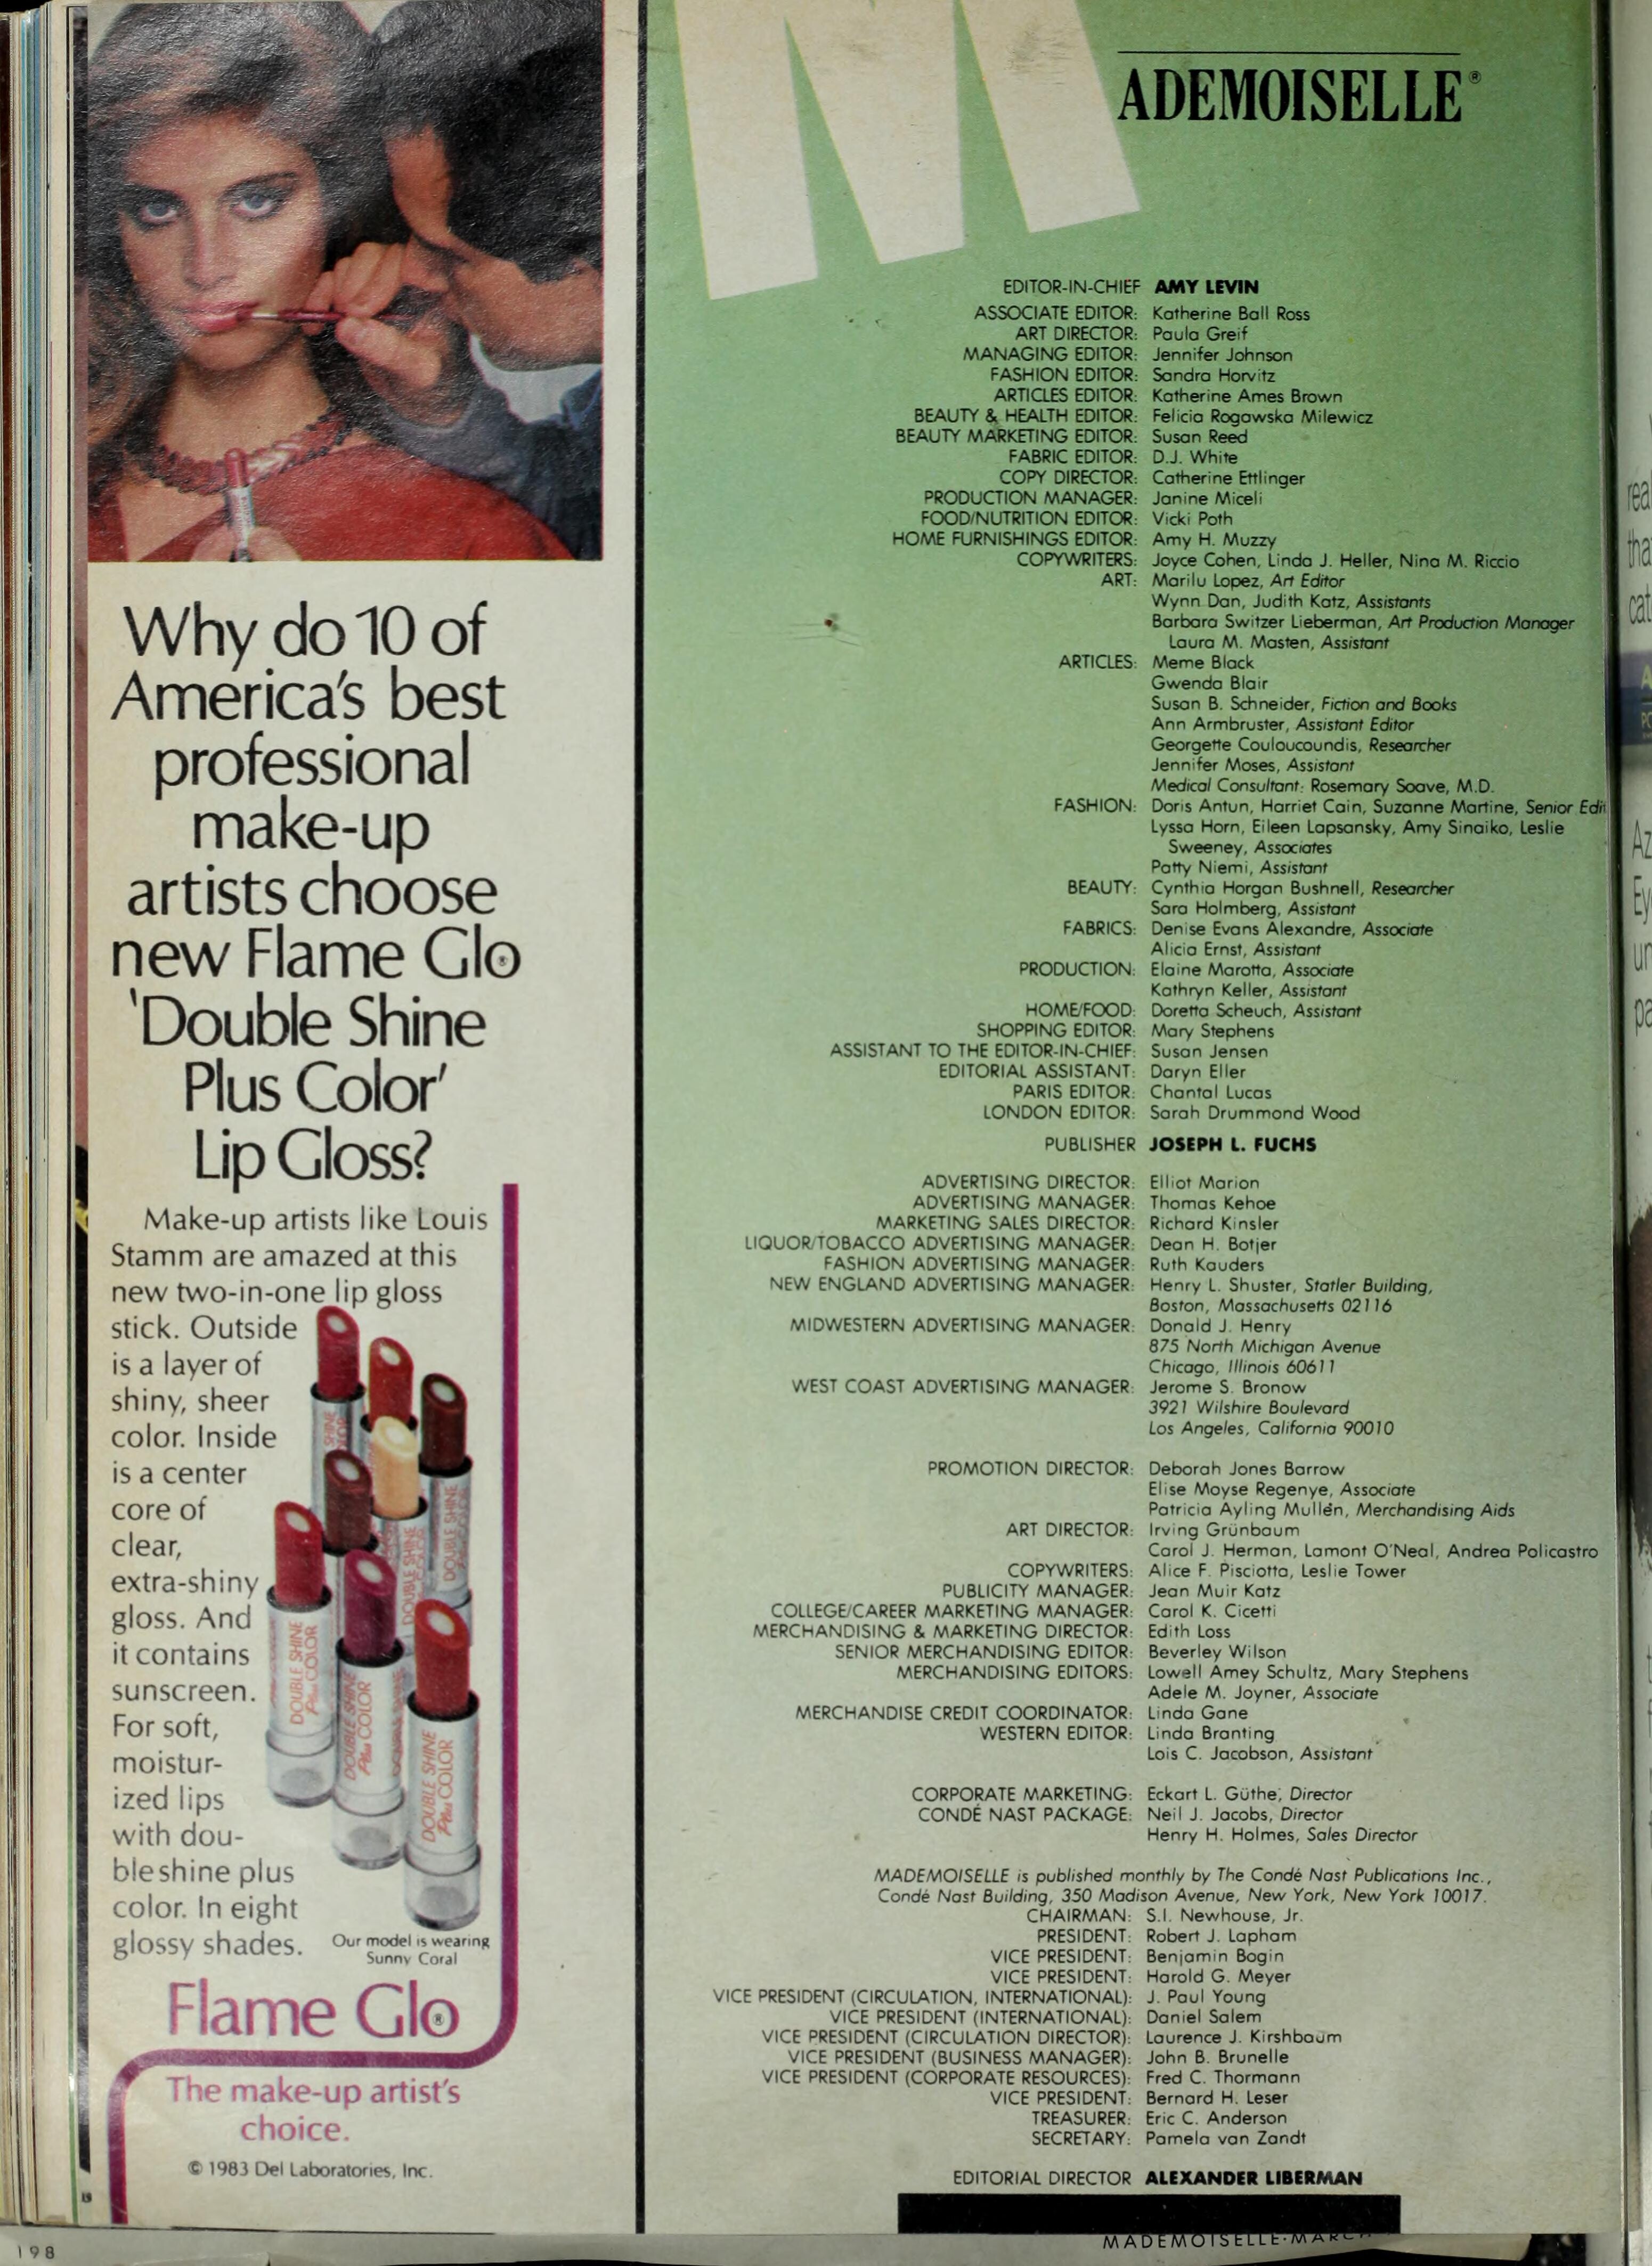 Why do 10 of
America's best
professional
make-up
artists choose
new Flame Glo®
'Double Shine
Plus Color'
Lip Gloss?
Make-up artists like Louis
Stamm are amazed at this
new two-in-one lip gloss
stick. Outside
is a layer of
shiny, sheer
color. Inside
is a center
core of
clear,
extra-shiny
gloss. And
it contains
sunscreen.
For soft,
moistur-
ized lips
with dou-
ble shine plus
color. In eight
glossy shades.
DOUBLE SHINE
Plus COLOR
DOUBLE SHINE
Plus COLOR
DOUBLE SHINE
Plus COLOR
DOUBLE SHINE
DOUBLE SHINE
Our model is wearing
Sunny Coral
Flame Glo®
The make-up artist's
choice.
© 1983 Del Laboratories, Inc.
198
MADEMOISELLE®
EDITOR-IN-CHIEF AMY LEVIN
ASSOCIATE EDITOR: Katherine Ball Ross
ART DIRECTOR: Paula Greif
MANAGING EDITOR: Jennifer Johnson
FASHION EDITOR: Sandra Horvitz
ARTICLES EDITOR: Katherine Ames Brown
BEAUTY & HEALTH EDITOR: Felicia Rogawska Milewicz
BEAUTY MARKETING EDITOR: Susan Reed
FABRIC EDITOR: D.J. White
COPY DIRECTOR: Catherine Ettlinger
PRODUCTION MANAGER: Janine Miceli
FOOD/NUTRITION EDITOR: Vicki Poth
HOME FURNISHINGS EDITOR: Amy H. Muzzy
COPYWRITERS: Joyce Cohen, Linda J. Heller, Nina M. Riccio
ART: Marilu Lopez, Art Editor
Wynn Dan, Judith Katz, Assistants
Barbara Switzer Lieberman, Art Production Manager
Laura M. Masten, Assistant
ARTICLES: Meme Black
Gwenda Blair
Susan B. Schneider, Fiction and Books
Ann Armbruster, Assistant Editor
Georgette Couloucoundis, Researcher
Jennifer Moses, Assistant
Medical Consultant: Rosemary Soave, M.D.
FASHION: Doris Antun, Harriet Cain, Suzanne Martine, Senior Edi
Lyssa Horn, Eileen Lapsansky, Amy Sinaiko, Leslie
Sweeney, Associates
Patty Niemi, Assistant
BEAUTY: Cynthia Horgan Bushnell, Researcher
Sara Holmberg, Assistant
FABRICS: Denise Evans Alexandre, Associate
Alicia Ernst, Assistant
PRODUCTION: Elaine Marotta, Associate
Kathryn Keller, Assistant
HOME/FOOD: Doretta Scheuch, Assistant
SHOPPING EDITOR: Mary Stephens
ASSISTANT TO THE EDITOR-IN-CHIEF: Susan Jensen
EDITORIAL ASSISTANT: Daryn Eller
PARIS EDITOR: Chantal Lucas
LONDON EDITOR: Sarah Drummond Wood
PUBLISHER JOSEPH L. FUCHS
ADVERTISING DIRECTOR: Elliot Marion
ADVERTISING MANAGER: Thomas Kehoe
MARKETING SALES DIRECTOR: Richard Kinsler
LIQUOR/TOBACCO ADVERTISING MANAGER: Dean H. Botjer
FASHION ADVERTISING MANAGER: Ruth Kauders
NEW ENGLAND ADVERTISING MANAGER: Henry L. Shuster, Statler Building,
Boston, Massachusetts 02116
MIDWESTERN ADVERTISING MANAGER: Donald J. Henry
875 North Michigan Avenue
Chicago, Illinois 60611
WEST COAST ADVERTISING MANAGER: Jerome S. Bronow
3921 Wilshire Boulevard
Los Angeles, California 90010
PROMOTION DIRECTOR: Deborah Jones Barrow
Elise Moyse Regenye, Associate
Patricia Ayling Mullen, Merchandising Aids
ART DIRECTOR: Irving Grünbaum
Carol J. Herman, Lamont O'Neal, Andrea Policastro
COPYWRITERS: Alice F. Pisciotta, Leslie Tower
PUBLICITY MANAGER: Jean Muir Katz
COLLEGE/CAREER MARKETING MANAGER: Carol K. Cicetti
MERCHANDISING & MARKETING DIRECTOR: Edith Loss
SENIOR MERCHANDISING EDITOR: Beverley Wilson
MERCHANDISING EDITORS: Lowell Amey Schultz, Mary Stephens
Adele M. Joyner, Associate
MERCHANDISE CREDIT COORDINATOR: Linda Gane
WESTERN EDITOR: Linda Branting
Lois C. Jacobson, Assistant
CORPORATE MARKETING: Eckart L. Güthe, Director
CONDÉ NAST PACKAGE: Neil J. Jacobs, Director
Henry H. Holmes, Sales Director
MADEMOISELLE is published monthly by The Condé Nast Publications Inc.,
Condé Nast Building, 350 Madison Avenue, New York, New York 10017.
CHAIRMAN: S.I. Newhouse, Jr.
PRESIDENT: Robert J. Lapham
VICE PRESIDENT: Benjamin Bogin
VICE PRESIDENT: Harold G. Meyer
VICE PRESIDENT (CIRCULATION, INTERNATIONAL): J. Paul Young
VICE PRESIDENT (INTERNATIONAL): Daniel Salem
VICE PRESIDENT (CIRCULATION DIRECTOR): Laurence J. Kirshbaum
VICE PRESIDENT (BUSINESS MANAGER): John B. Brunelle
VICE PRESIDENT (CORPORATE RESOURCES): Fred C. Thormann
VICE PRESIDENT: Bernard H. Leser
TREASURER: Eric C. Anderson
SECRETARY: Pamela van Zandt
EDITORIAL DIRECTOR ALEXANDER LIBERMAN
MADEMOISELLE·MARCH